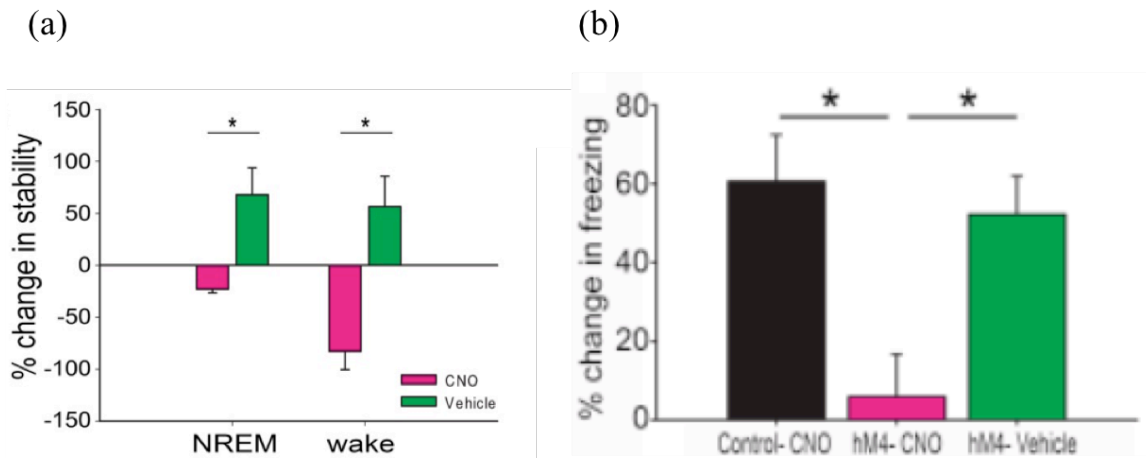 (a)
(b)
% change in stability
150
100
50
0
-50
-100
-150
* *
CNO
Vehicle
NREM wake
% change in freezing
80
60
40
20
0
* *
Control- CNO hM4- CNO hM4- Vehicle